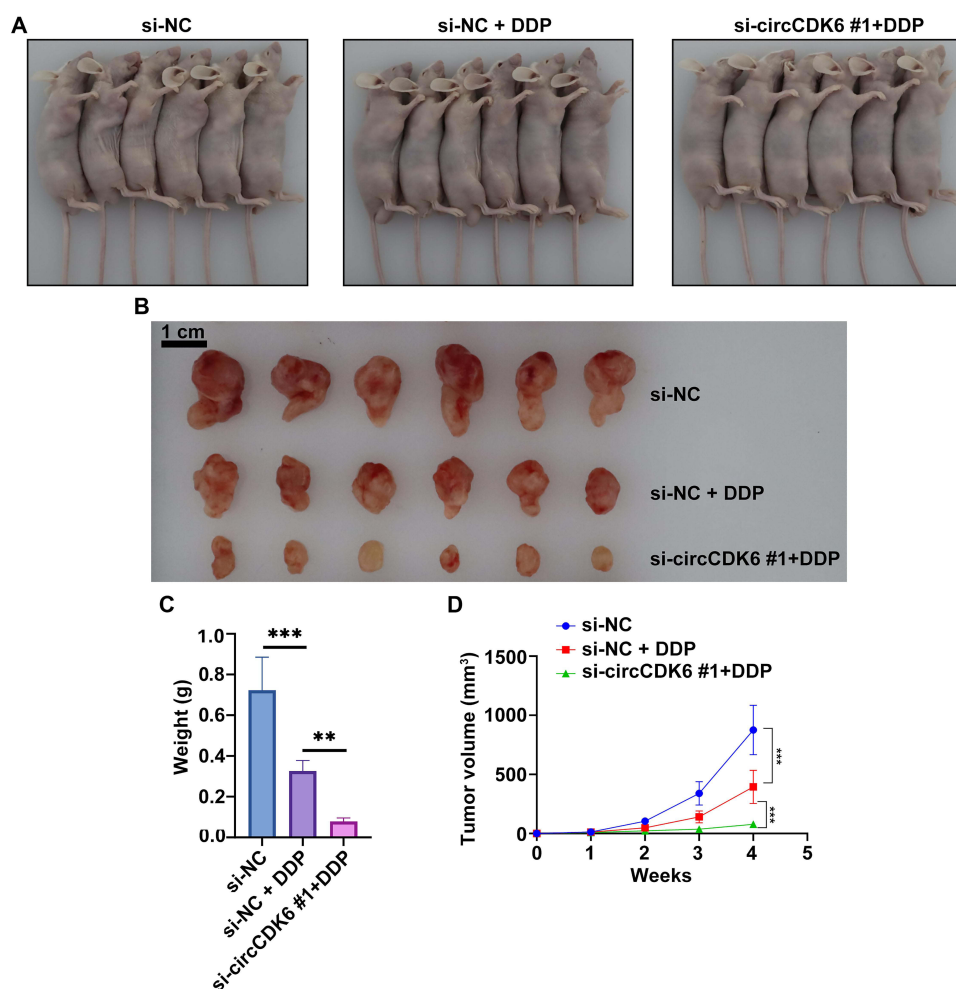 A
si-NC
si-NC + DDP
si-circCDK6 #1+DDP
B
1 cm
si-NC
si-NC + DDP
si-circCDK6 #1+DDP
C
***
**
Weight (g)
1.0
0.8
0.6
0.4
0.2
0.0
si-NC
si-NC + DDP
si-circCDK6 #1+DDP
D
si-NC
si-NC + DDP
si-circCDK6 #1+DDP
Tumor volume (mm³)
1500
1000
500
0
***
***
0 1 2 3 4 5
Weeks